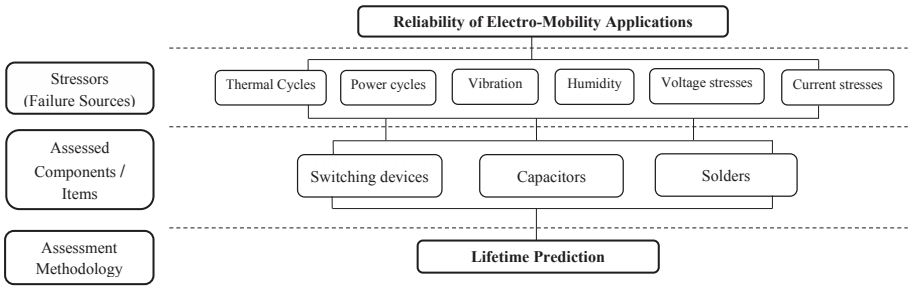 Reliability of Electro-Mobility Applications
Stressors
(Failure Sources)
Thermal Cycles
Power cycles
Vibration
Humidity
Voltage stresses
Current stresses
Assessed
Components /
Items
Switching devices
Capacitors
Solders
Assessment
Methodology
Lifetime Prediction